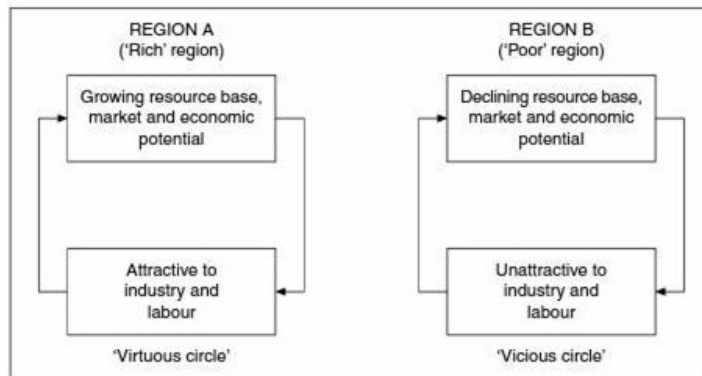 REGION A
('Rich' region)
Growing resource base,
market and economic
potential
Attractive to
industry and
labour
'Virtuous circle'
REGION B
('Poor' region)
Declining resource base,
market and economic
potential
Unattractive to
industry and
labour
'Vicious circle'